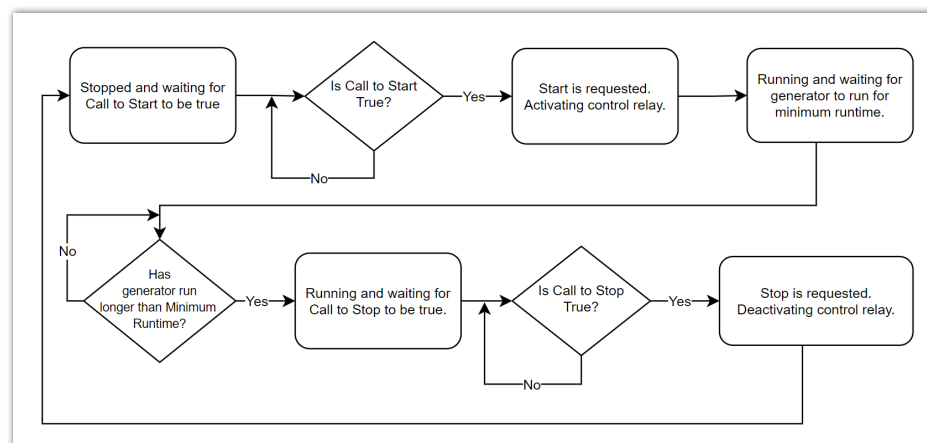 Stopped and waiting for
Call to Start to be true
Is Call to Start
True?
Yes
No
Start is requested.
Activating control relay.
Running and waiting for
generator to run for
minimum runtime.
No
Has
generator run
longer than Minimum
Runtime?
Yes
Running and waiting for
Call to Stop to be true.
Is Call to Stop
True?
Yes
No
Stop is requested.
Deactivating control relay.